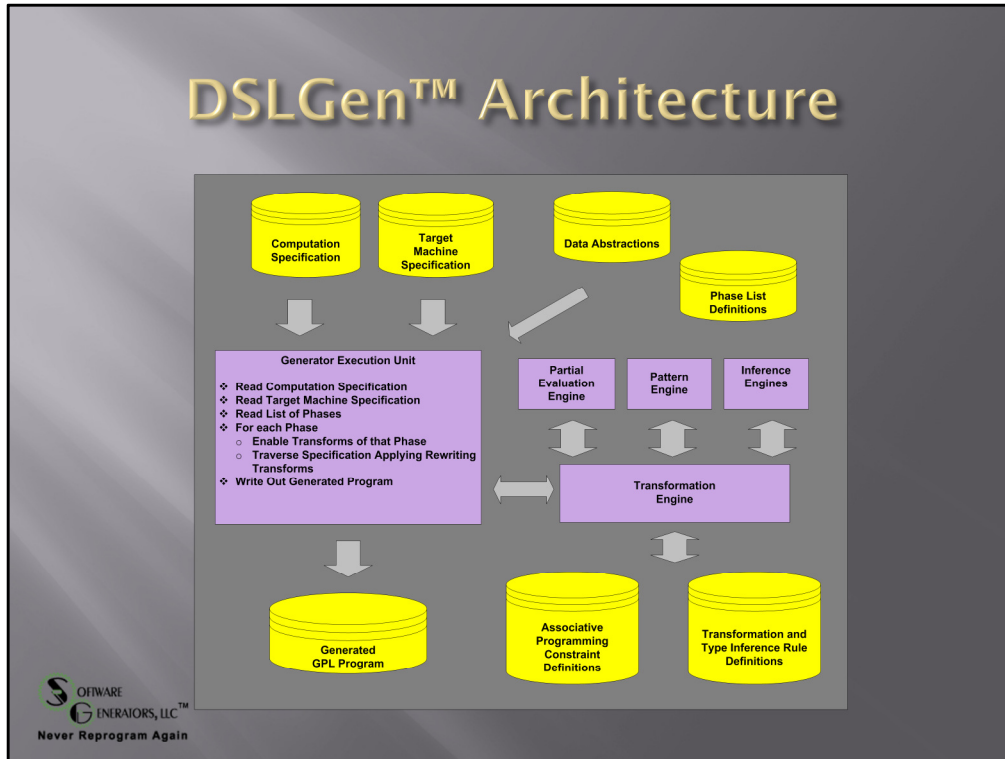 DSLGen™ Architecture
Computation
Specification
Target
Machine
Specification
Data Abstractions
Phase List
Definitions
Generator Execution Unit
❖ Read Computation Specification
❖ Read Target Machine Specification
❖ Read List of Phases
❖ For each Phase
o Enable Transforms of that Phase
o Traverse Specification Applying Rewriting
Transforms
❖ Write Out Generated Program
Partial
Evaluation
Engine
Pattern
Engine
Inference
Engines
Transformation
Engine
Generated
GPL Program
Associative
Programming
Constraint
Definitions
Transformation and
Type Inference Rule
Definitions
SOFTWARE
GENERATORS, LLC™
Never Reprogram Again